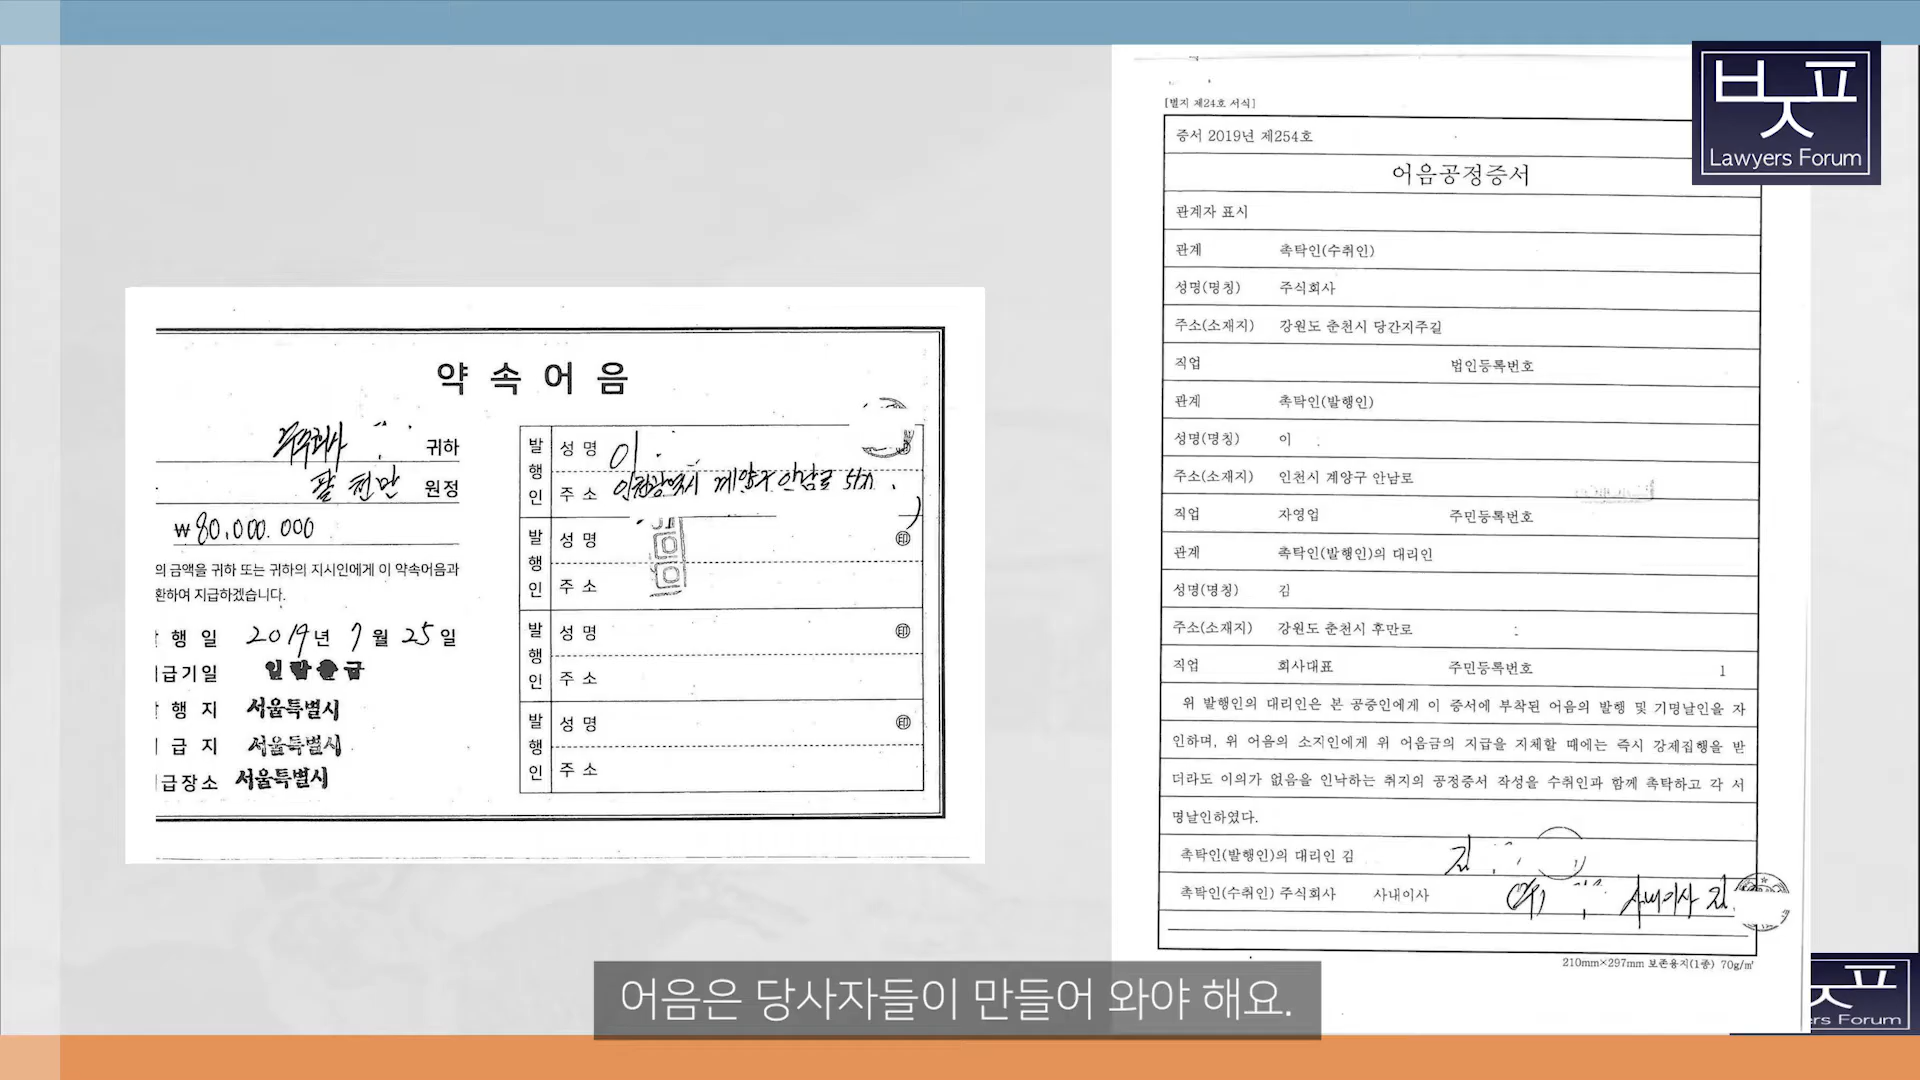 약속어음
주식회사 귀하
팔천만 원정
₩80,000,000
의 금액을 귀하 또는 귀하의 지시인에게 이 약속어음과
환하여 지급하겠습니다.
행일 2019년 7월 25일
급기일 일람출급
행지 서울특별시
급지 서울특별시
급장소 서울특별시
발행인 성명 이
주소 인천광역시 계양구 안남로
발행인 성명 ㊞
주소
발행인 성명 ㊞
주소
발행인 성명 ㊞
주소
[별지 제24호 서식]
증서 2019년 제254호
어음공정증서
관계자 표시
관계 촉탁인(수취인)
성명(명칭) 주식회사
주소(소재지) 강원도 춘천시 당간지주길
직업 법인등록번호
관계 촉탁인(발행인)
성명(명칭) 이
주소(소재지) 인천시 계양구 안남로
직업 자영업 주민등록번호
관계 촉탁인(발행인)의 대리인
성명(명칭) 김
주소(소재지) 강원도 춘천시 후만로
직업 회사대표 주민등록번호 1
위 발행인의 대리인은 본 공증인에게 이 증서에 부착된 어음의 발행 및 기명날인을 자
인하며, 위 어음의 소지인에게 위 어음금의 지급을 지체할 때에는 즉시 강제집행을 받
더라도 이의가 없음을 인낙하는 취지의 공정증서 작성을 수취인과 함께 촉탁하고 각 서
명날인하였다.
촉탁인(발행인)의 대리인 김 김
촉탁인(수취인) 주식회사 사내이사 (주) 사내이사 김
210mm×297mm 보존용지(1종) 70g/㎡
Lawyers Forum
ers Forum
어음은 당사자들이 만들어 와야 해요.